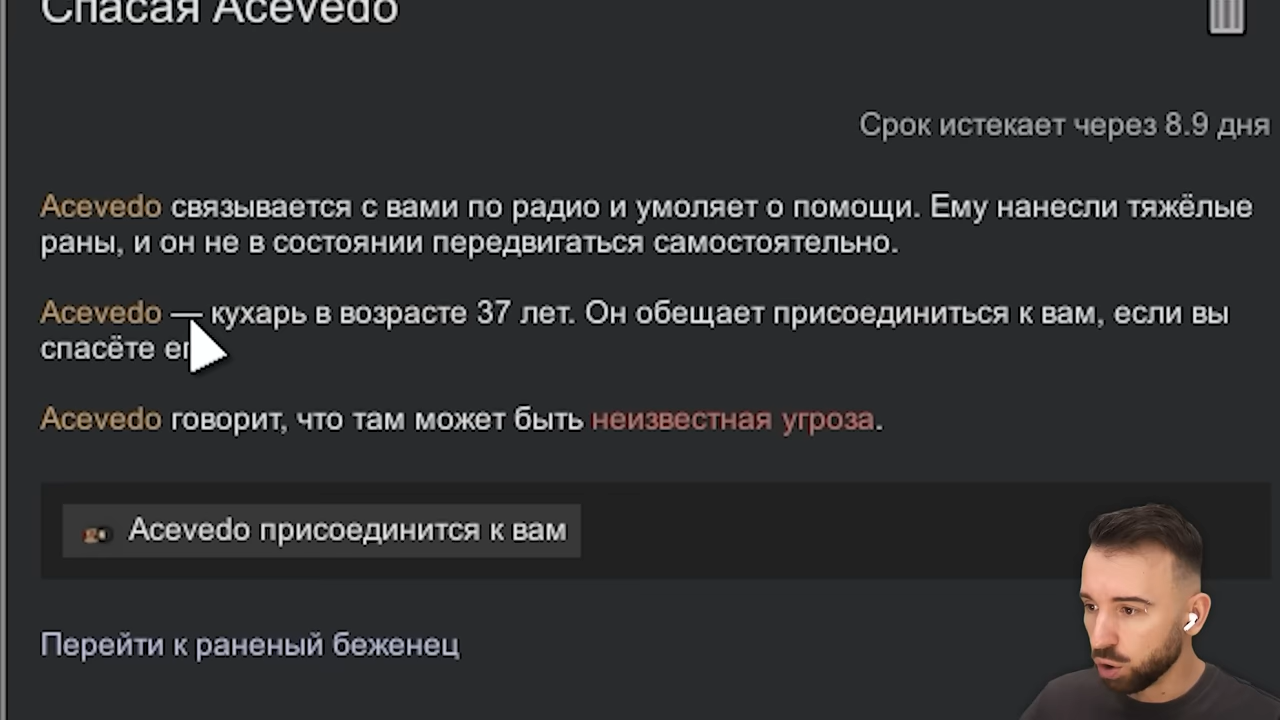 Спасая Acevedo
Срок истекает через 8.9 дня
Acevedo связывается с вами по радио и умоляет о помощи. Ему нанесли тяжёлые
раны, и он не в состоянии передвигаться самостоятельно.
Acevedo — кухарь в возрасте 37 лет. Он обещает присоединиться к вам, если вы
спасёте
Acevedo говорит, что там может быть неизвестная угроза.
Acevedo присоединится к вам
Перейти к раненый беженец